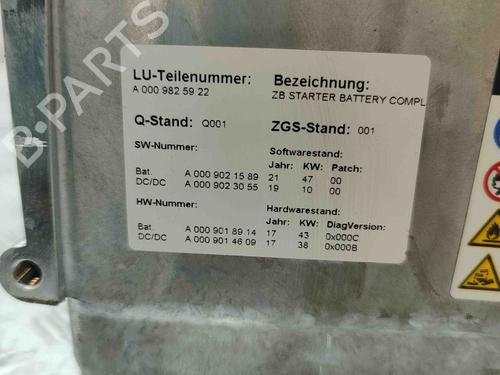 B-PARTS
LU-Teilenummer: Bezeichnung:
A 000 982 59 22 ZB STARTER BATTERY COMPL
Q-Stand: Q001 ZGS-Stand: 001
SW-Nummer: Softwarestand:
Jahr: KW: Patch:
Bat. A 000 902 15 89 21 47 00
DC/DC A 000 902 30 55 19 10 00
HW-Nummer: Hardwarestand:
Jahr: KW: DiagVersion:
Bat. A 000 901 89 14 17 43 0x000C
DC/DC A 000 901 46 09 17 38 0x000B